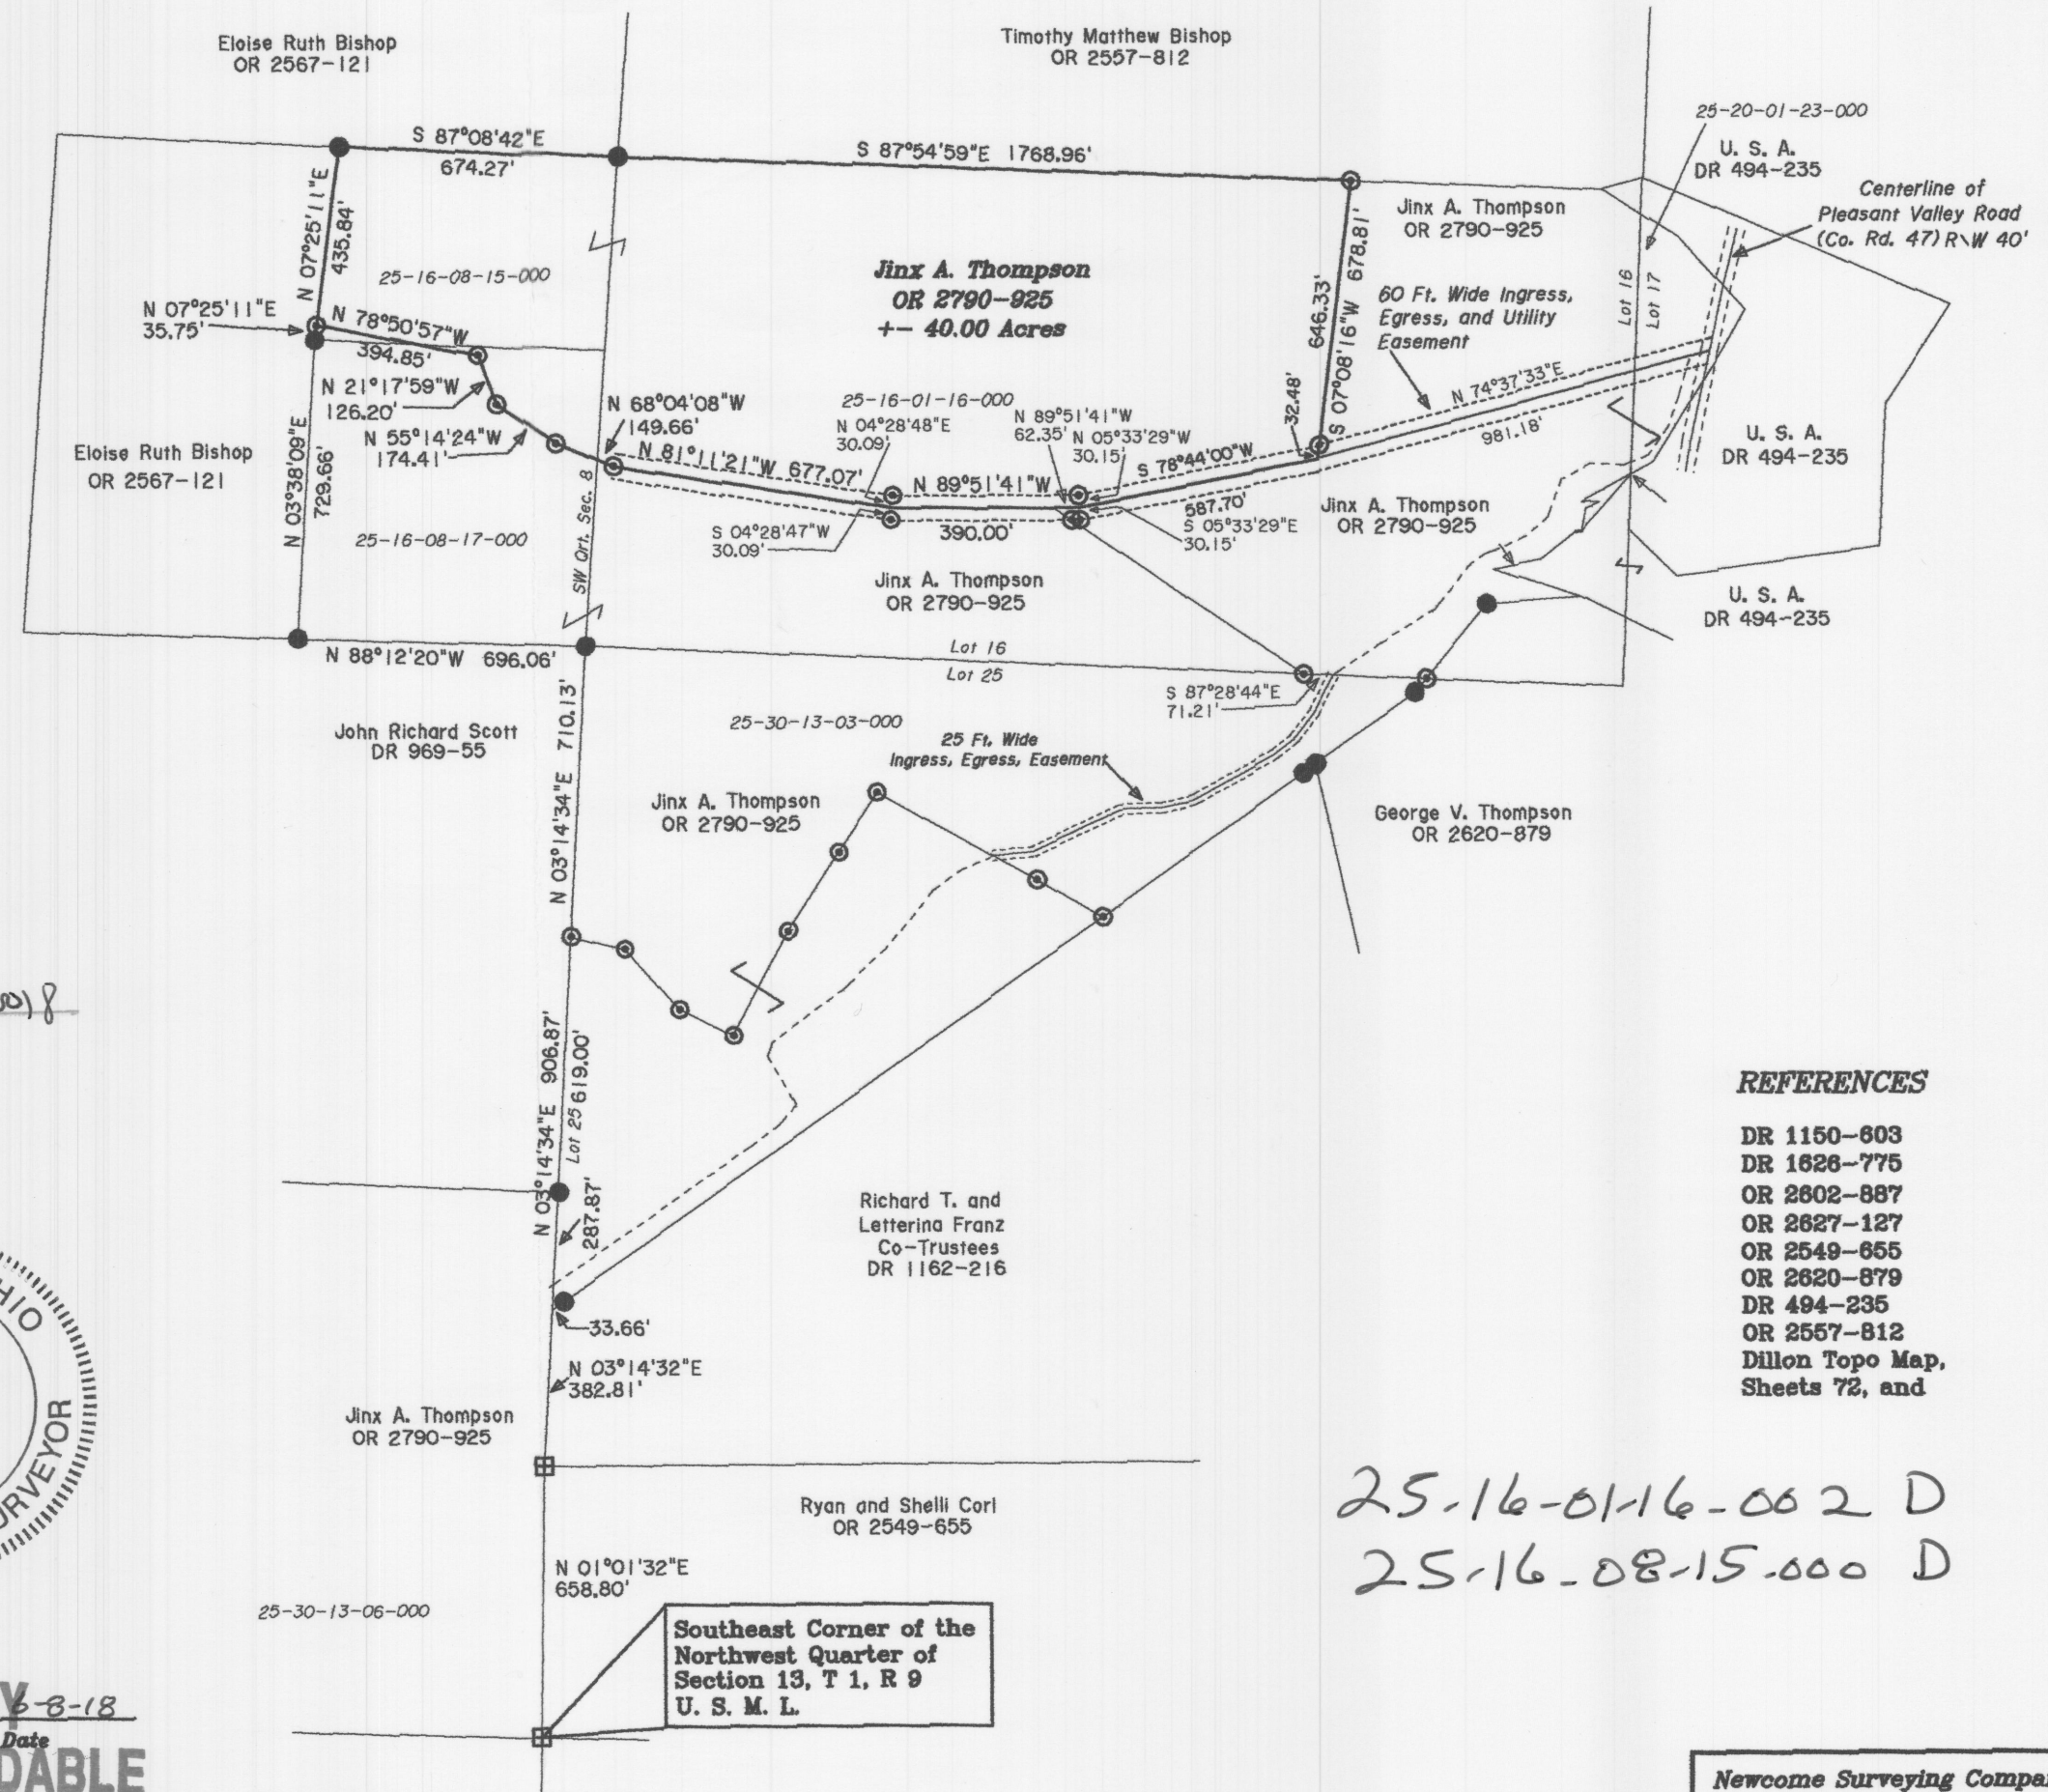 Eloise Ruth Bishop
OR 2567-121
Timothy Matthew Bishop
OR 2557-812
25-20-01-23-000
U. S. A.
DR 494-235
Centerline of
Pleasant Valley Road
(Co. Rd. 47) R\W 40'
S 87°08'42"E
674.27'
S 87°54'59"E 1768.96'
N 07°25'11"E
435.84'
25-16-08-15-000
Jinx A. Thompson
OR 2790-925
+- 40.00 Acres
Jinx A. Thompson
OR 2790-925
646.33'
S 07°08'16"W 678.81'
32.48'
60 Ft. Wide Ingress,
Egress, and Utility
Easement
Lot 16
Lot 17
N 07°25'11"E
35.75'
N 78°50'57"W
394.85'
N 21°17'59"W
126.20'
N 55°14'24"W
174.41'
N 68°04'08"W
149.66'
N 81°11'21"W 677.07'
25-16-01-16-000
N 04°28'48"E
30.09'
N 89°51'41"W
62.35'
N 05°33'29"W
30.15'
N 89°51'41"W
390.00'
S 78°44'00"W
587.70'
N 74°37'33"E
981.18'
S 04°28'47"W
30.09'
S 05°33'29"E
30.15'
U. S. A.
DR 494-235
Jinx A. Thompson
OR 2790-925
Eloise Ruth Bishop
OR 2567-121
N 03°38'09"E
729.66'
25-16-08-17-000
SW Qrt. Sec. 8
Jinx A. Thompson
OR 2790-925
U. S. A.
DR 494-235
N 88°12'20"W 696.06'
Lot 16
Lot 25
S 87°28'44"E
71.21'
John Richard Scott
DR 969-55
N 03°14'34"E 710.13'
25-30-13-03-000
25 Ft. Wide
Ingress, Egress, Easement
Jinx A. Thompson
OR 2790-925
George V. Thompson
OR 2620-879
N 03°14'34"E 906.87'
Lot 25
619.00'
287.87'
Richard T. and
Letterina Franz
Co-Trustees
DR 1162-216
33.66'
N 03°14'32"E
382.81'
Jinx A. Thompson
OR 2790-925
Ryan and Shelli Corl
OR 2549-655
N 01°01'32"E
658.80'
25-30-13-06-000
Southeast Corner of the
Northwest Quarter of
Section 13, T 1, R 9
U. S. M. L.
REFERENCES
DR 1150-603
DR 1626-775
OR 2602-887
OR 2627-127
OR 2549-655
OR 2620-879
DR 494-235
OR 2557-812
Dillon Topo Map,
Sheets 72, and
25-16-01-16-002 D
25-16-08-15-000 D
HIO
URVEYOR
Y
6-8-18
Date
DABLE
Newcome Surveying Compa